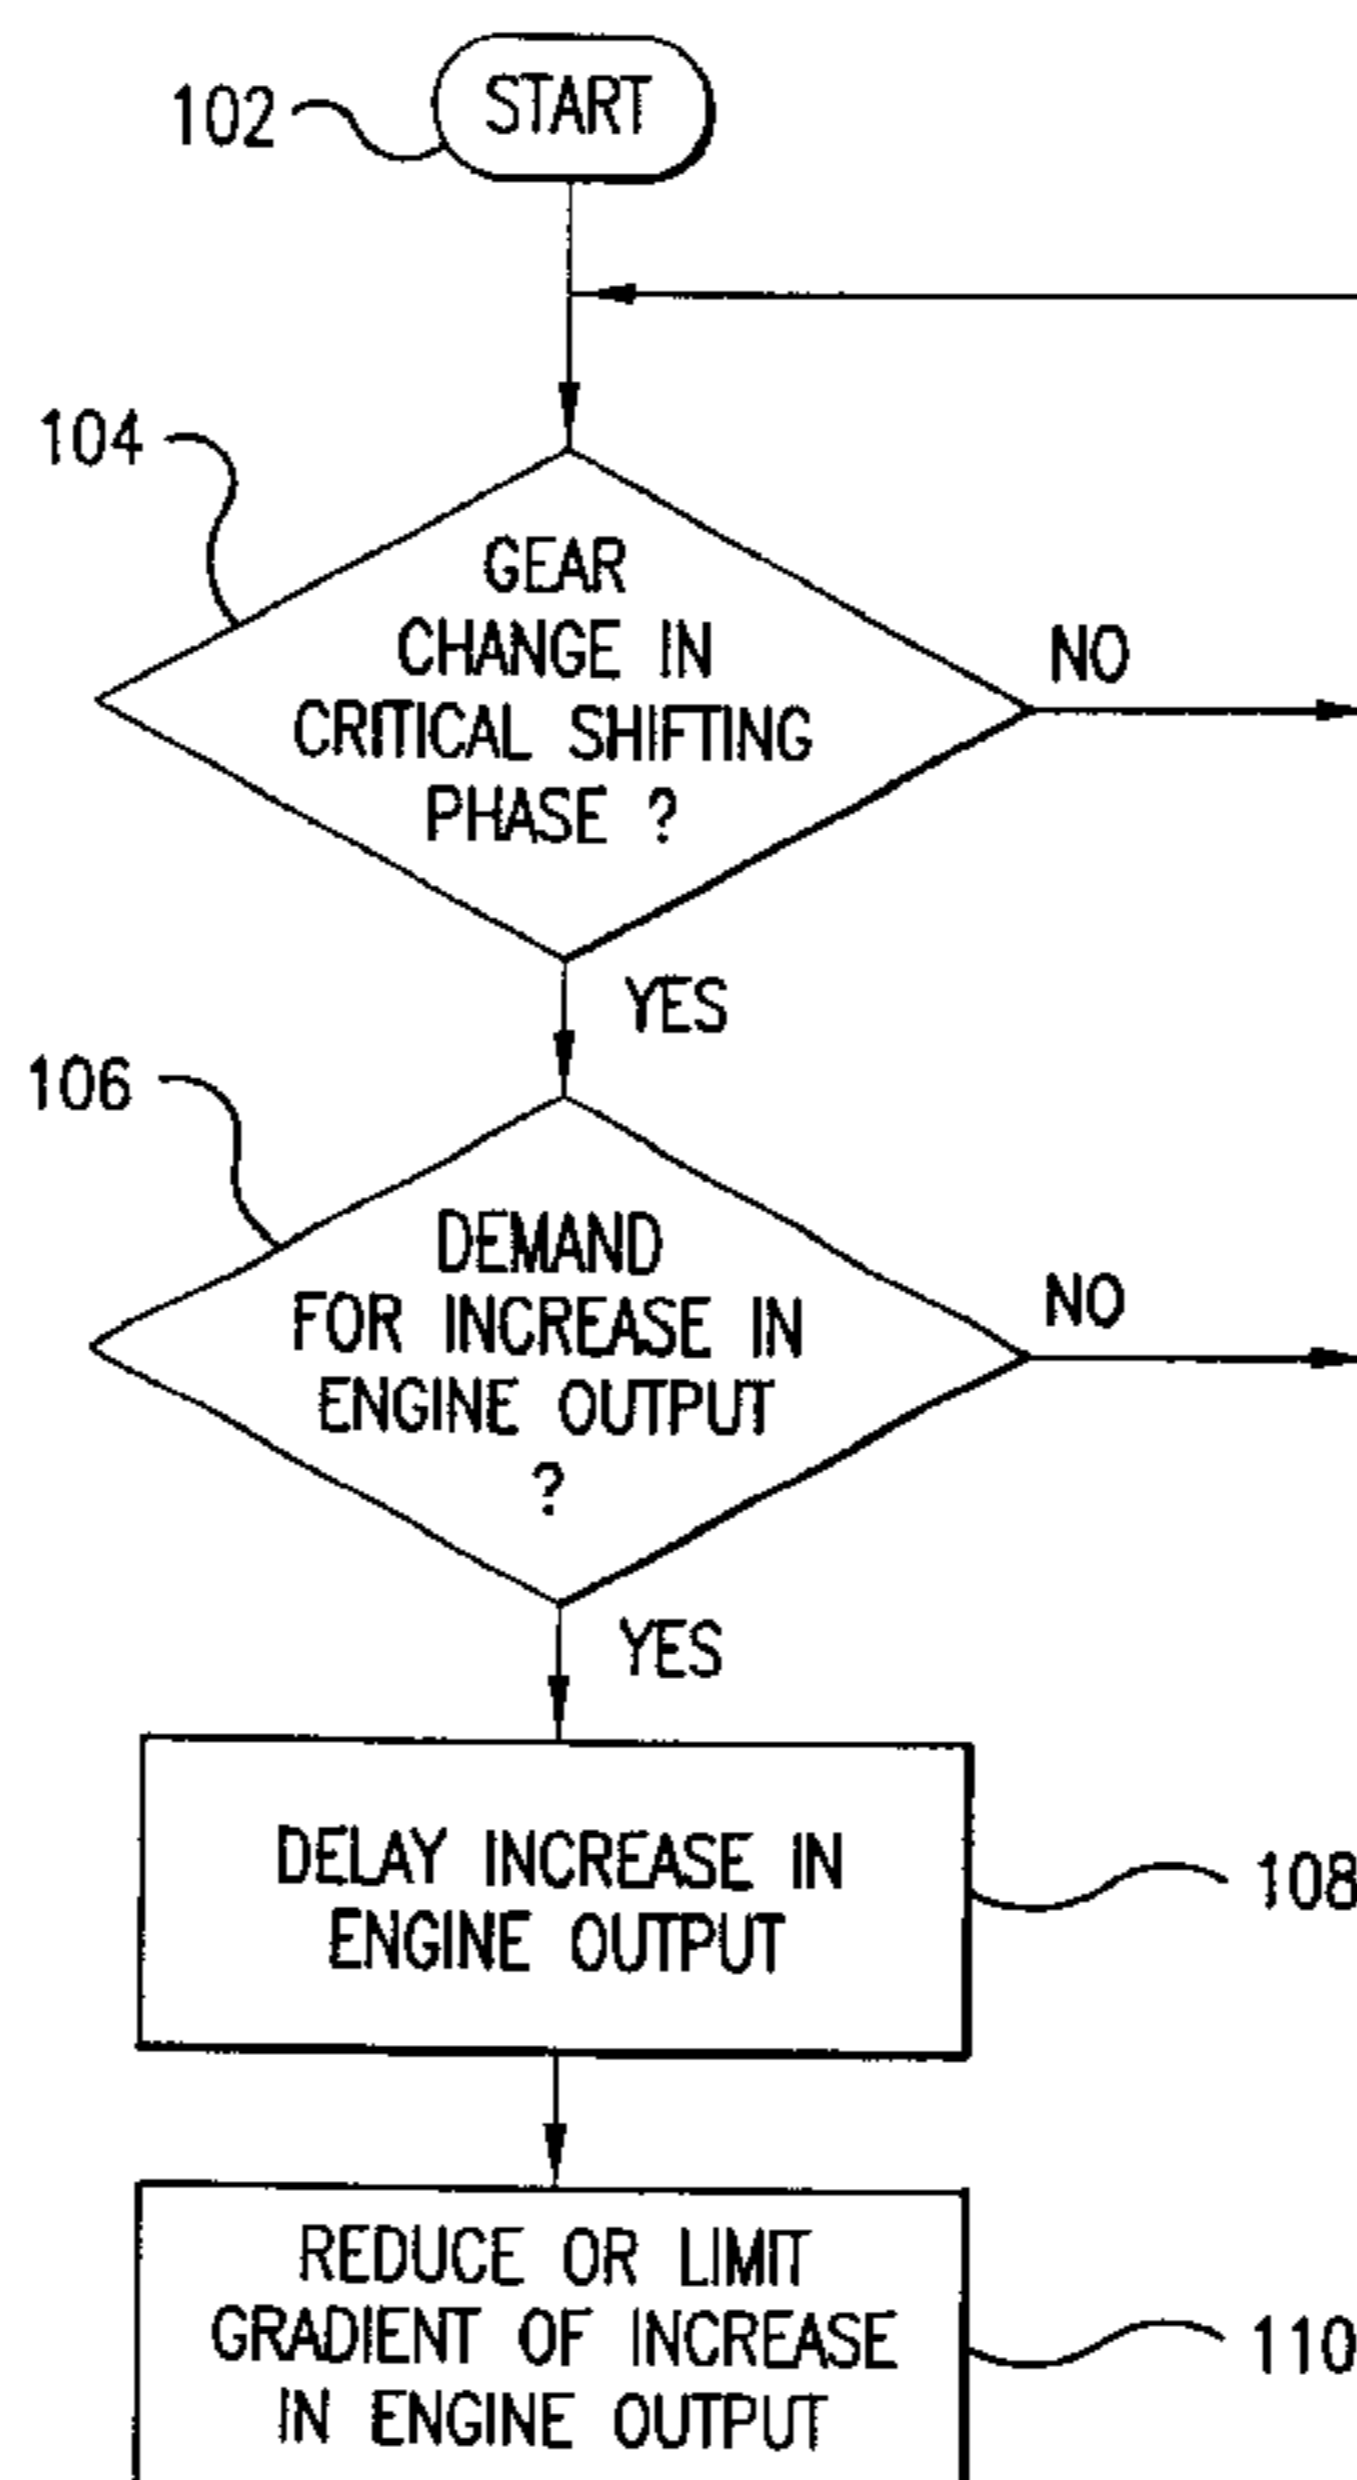 102
START
104
GEAR
CHANGE IN
CRITICAL SHIFTING
PHASE ?
NO
YES
106
DEMAND
FOR INCREASE IN
ENGINE OUTPUT
?
NO
YES
DELAY INCREASE IN
ENGINE OUTPUT
108
REDUCE OR LIMIT
GRADIENT OF INCREASE
IN ENGINE OUTPUT
110